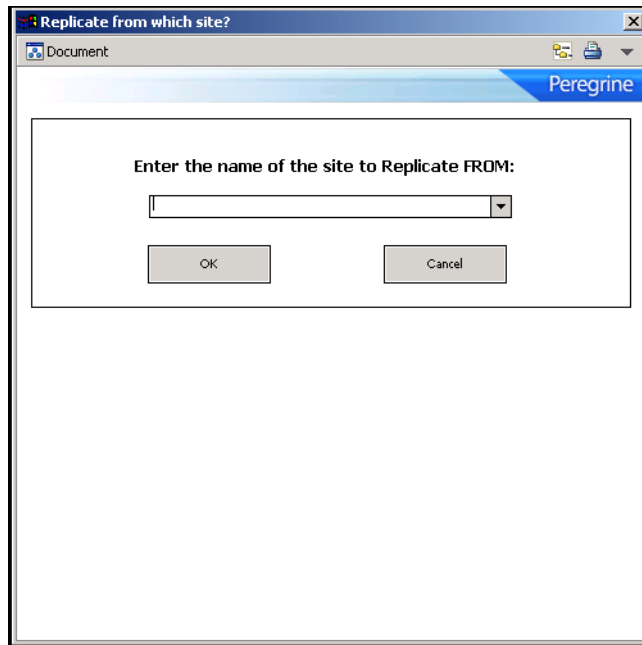 Replicate from which site?
Document
Peregrine
Enter the name of the site to Replicate FROM:
OK
Cancel